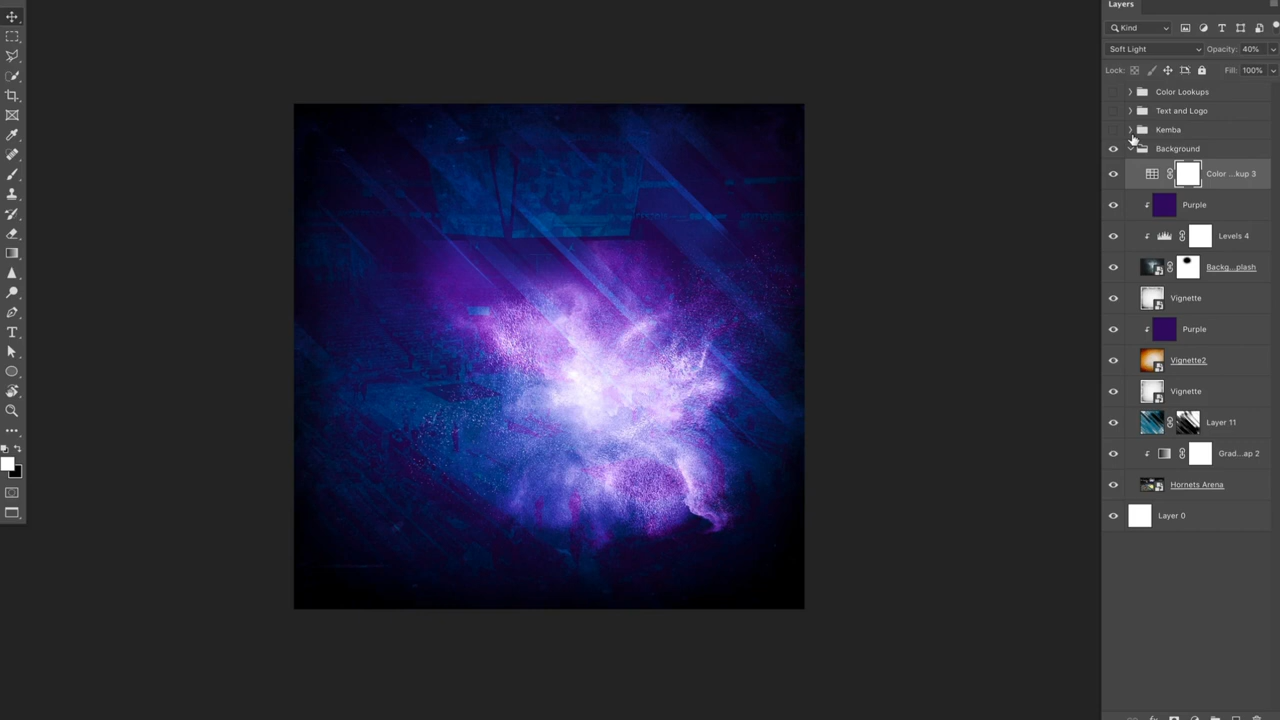 Layers
Kind
Soft Light Opacity: 40%
Lock: Fill: 100%
Color Lookups
Text and Logo
Kemba
Background
Color ...kup 3
Purple
Levels 4
Backg...plash
Vignette
Purple
Vignette2
Vignette
Layer 11
Grad...ap 2
Hornets Arena
Layer 0